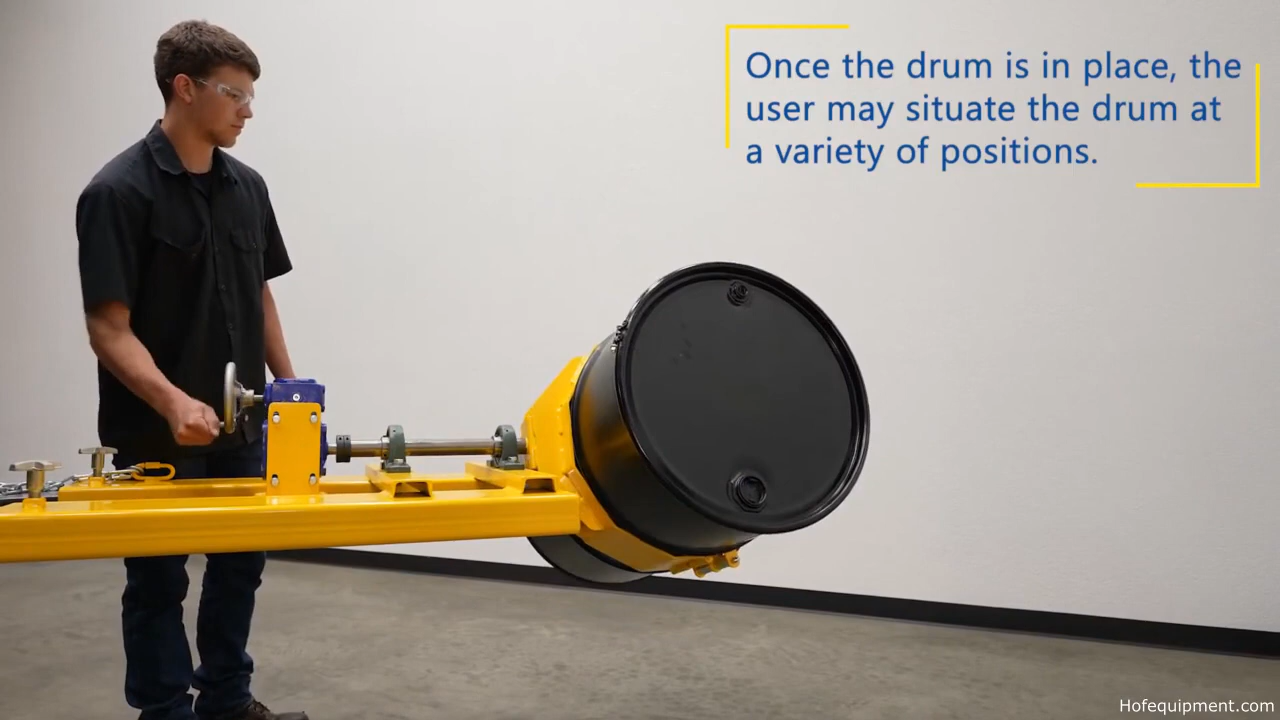 Once the drum is in place, the
user may situate the drum at
a variety of positions.
Hofequipment.com